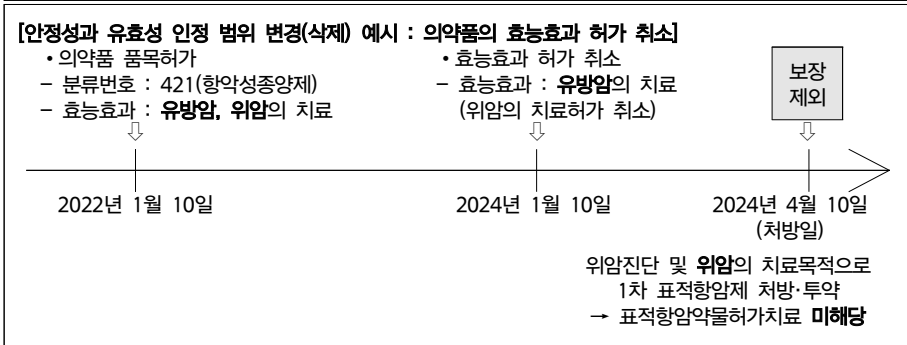 [안정성과 유효성 인정 범위 변경(삭제) 예시 : 의약품의 효능효과 허가 취소]
• 의약품 품목허가
– 분류번호 : 421(항악성종양제)
– 효능효과 : 유방암, 위암의 치료
• 효능효과 허가 취소
– 효능효과 : 유방암의 치료
(위암의 치료허가 취소)
보장
제외
2022년 1월 10일
2024년 1월 10일
2024년 4월 10일
(처방일)
위암진단 및 위암의 치료목적으로
1차 표적항암제 처방·투약
→ 표적항암약물허가치료 미해당